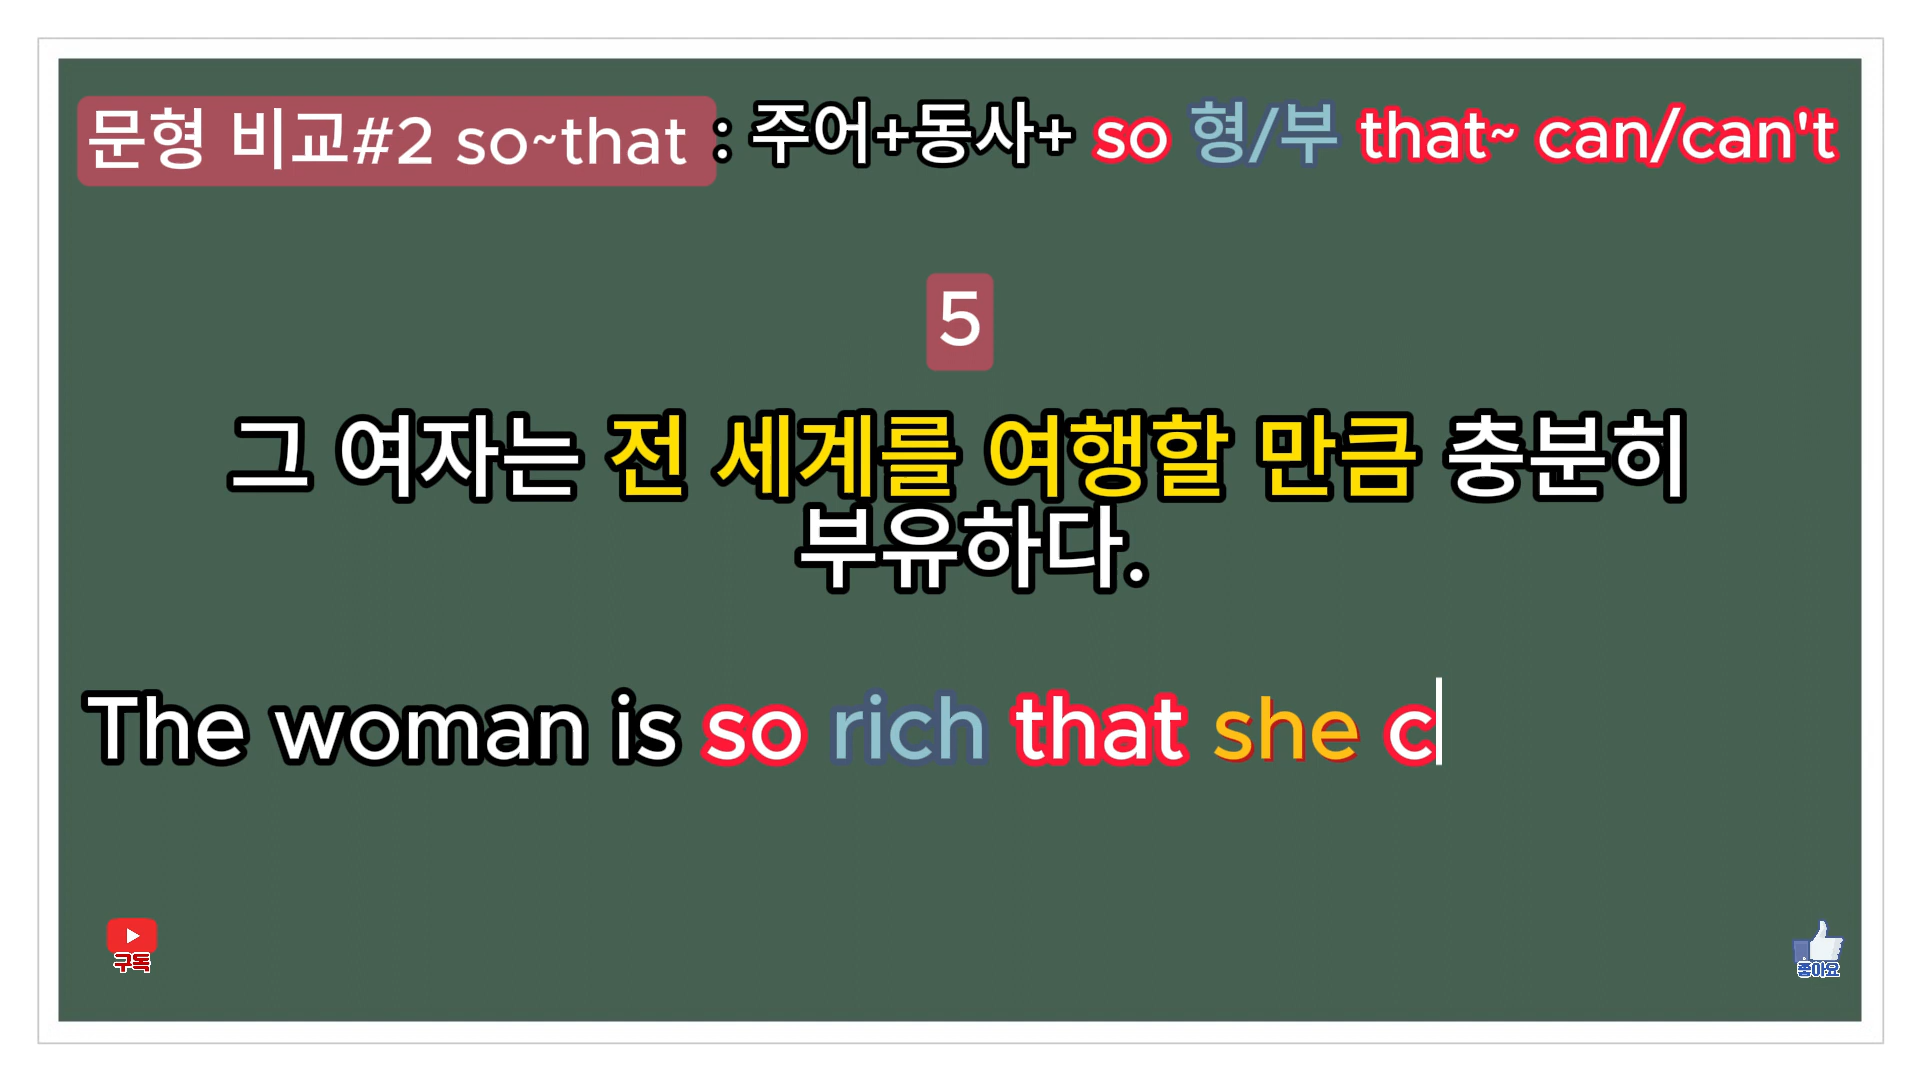 문형 비교#2 so~that : 주어+동사+ so 형/부 that~ can/can't
5
그 여자는 전 세계를 여행할 만큼 충분히
부유하다.
The woman is so rich that she c
구독
좋아요